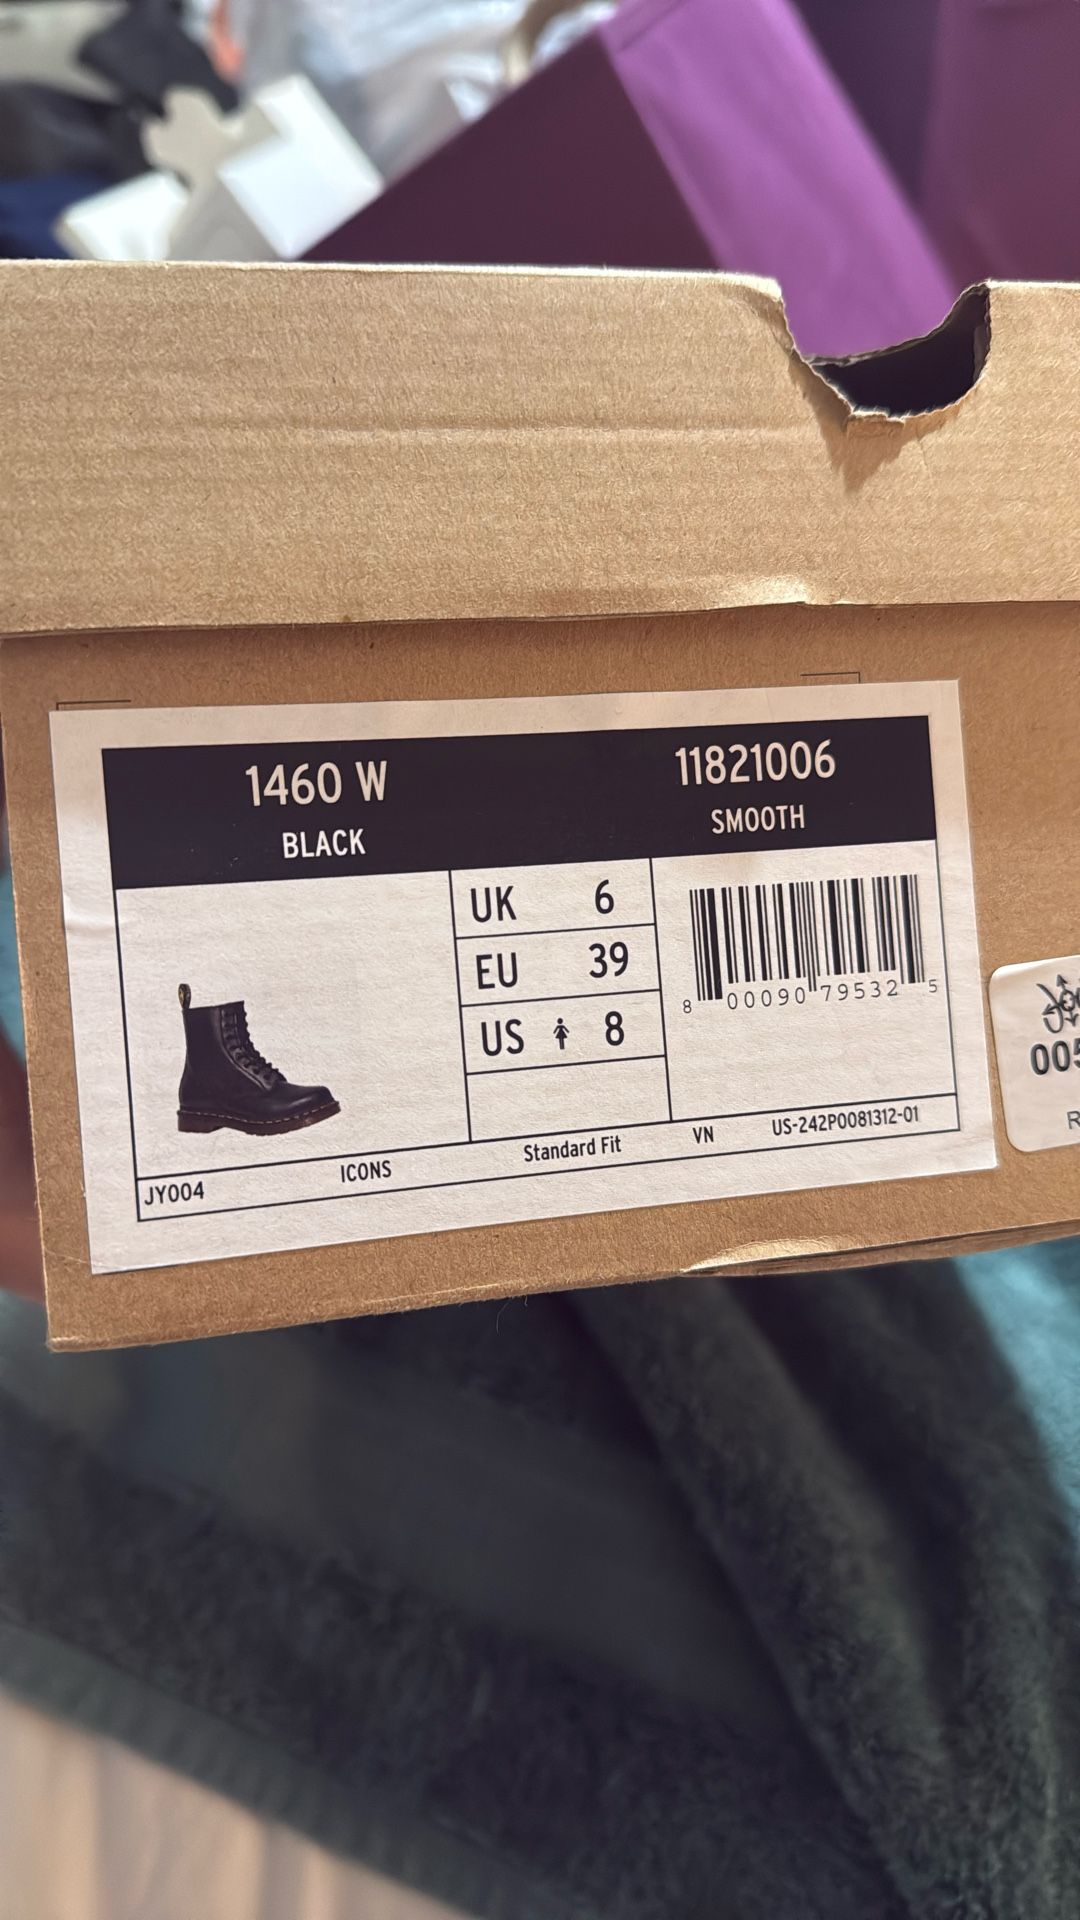 1460 W
BLACK
11821006
SMOOTH
UK 6
EU 39
US 8
8 00090 79532 5
JY004 ICONS Standard Fit VN US-242P0081312-01
005
R